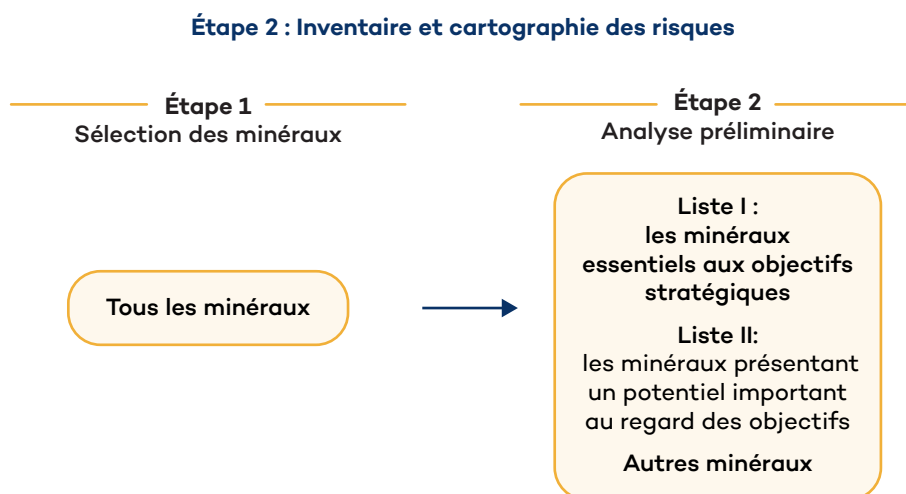 Étape 2 : Inventaire et cartographie des risques
Étape 1
Sélection des minéraux
Tous les minéraux
Étape 2
Analyse préliminaire
Liste I :
les minéraux
essentiels aux objectifs
stratégiques
Liste II:
les minéraux présentant
un potentiel important
au regard des objectifs
Autres minéraux